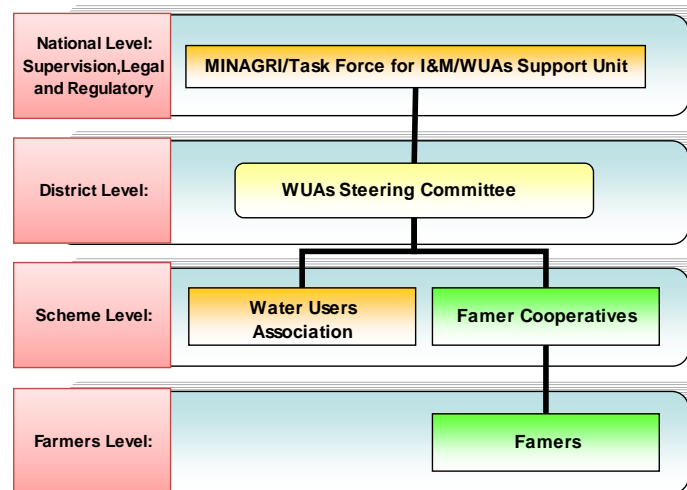 National Level:
Supervision,Legal
and Regulatory
MINAGRI/Task Force for I&M/WUAs Support Unit
District Level:
WUAs Steering Committee
Scheme Level:
Water Users
Association
Famer Cooperatives
Farmers Level:
Famers